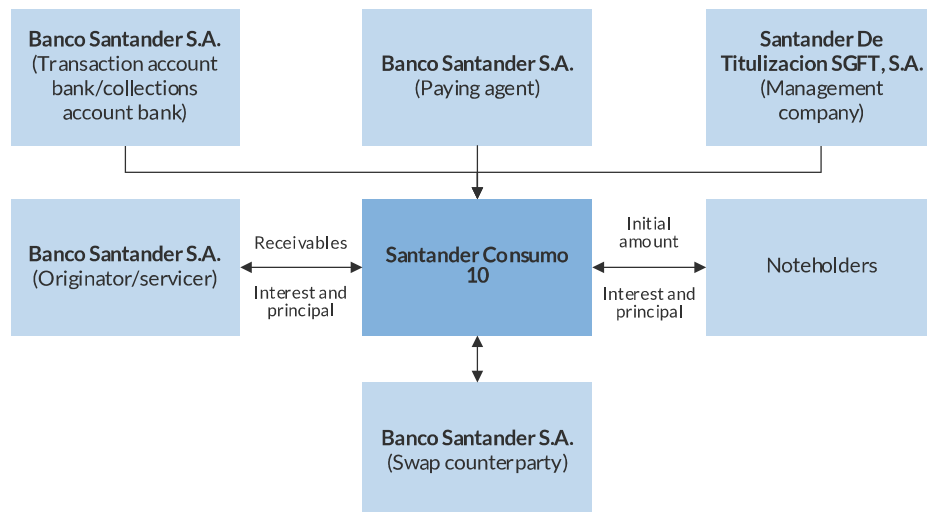 Banco Santander S.A.
(Transaction account
bank/collections
account bank)
Banco Santander S.A.
(Paying agent)
Santander De
Titulizacion SGFT, S.A.
(Management
company)
Banco Santander S.A.
(Originator/servicer)
Receivables
Interest and
principal
Santander Consumo
10
Initial
amount
Interest and
principal
Noteholders
Banco Santander S.A.
(Swap counterparty)